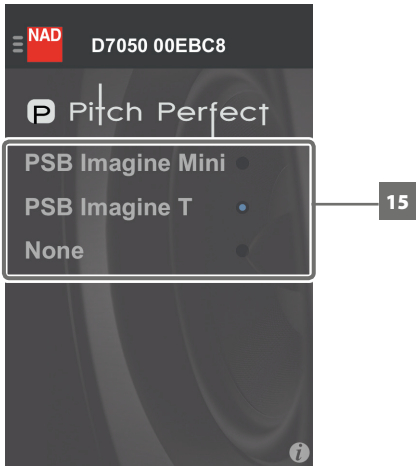 NAD
D7050 00EBC8
P Pitch Perfect
PSB Imagine Mini
PSB Imagine T
15
None
i